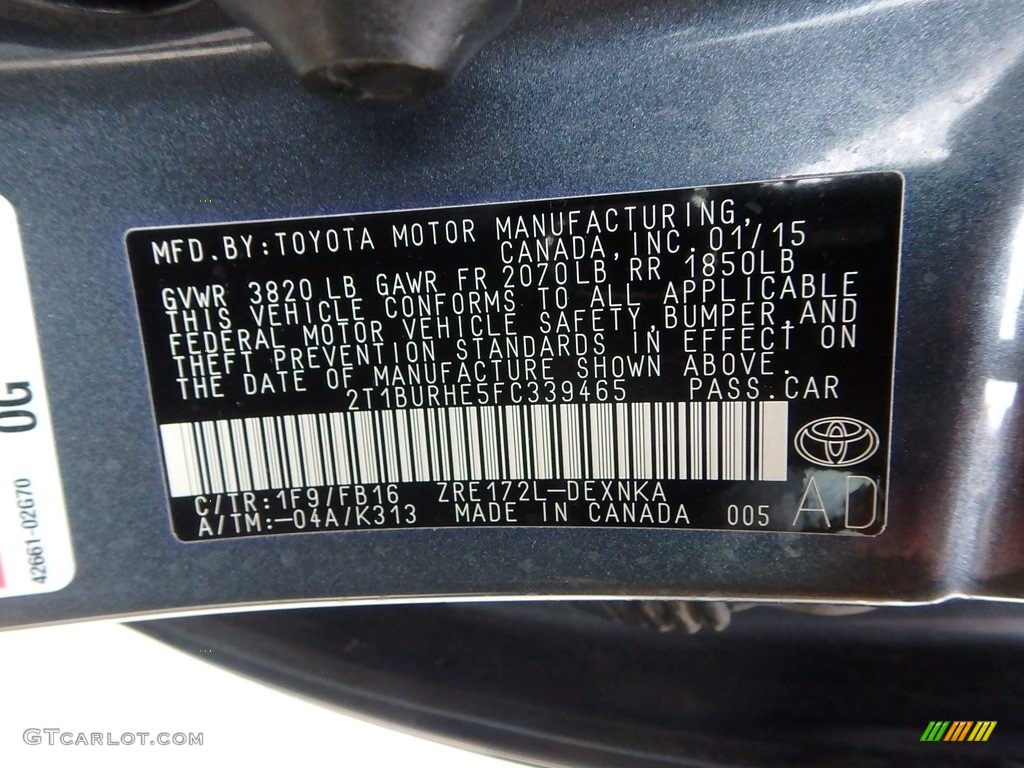 MFD.BY:TOYOTA MOTOR MANUFACTURING,
CANADA,INC.01/15
GVWR 3820 LB GAWR FR 2070LB RR 1850LB
THIS VEHICLE CONFORMS TO ALL APPLICABLE
FEDERAL MOTOR VEHICLE SAFETY,BUMPER,AND
THEFT PREVENTION STANDARDS IN EFFECT ON
THE DATE OF MANUFACTURE SHOWN ABOVE.
2T1BURHE5FC339465 PASS.CAR
C/TR:1F9/FB16 ZRE172L-DEXNKA
A/TM:-04A/K313 MADE IN CANADA 005 AD
0G
42661-02G70
GTCarlot.com